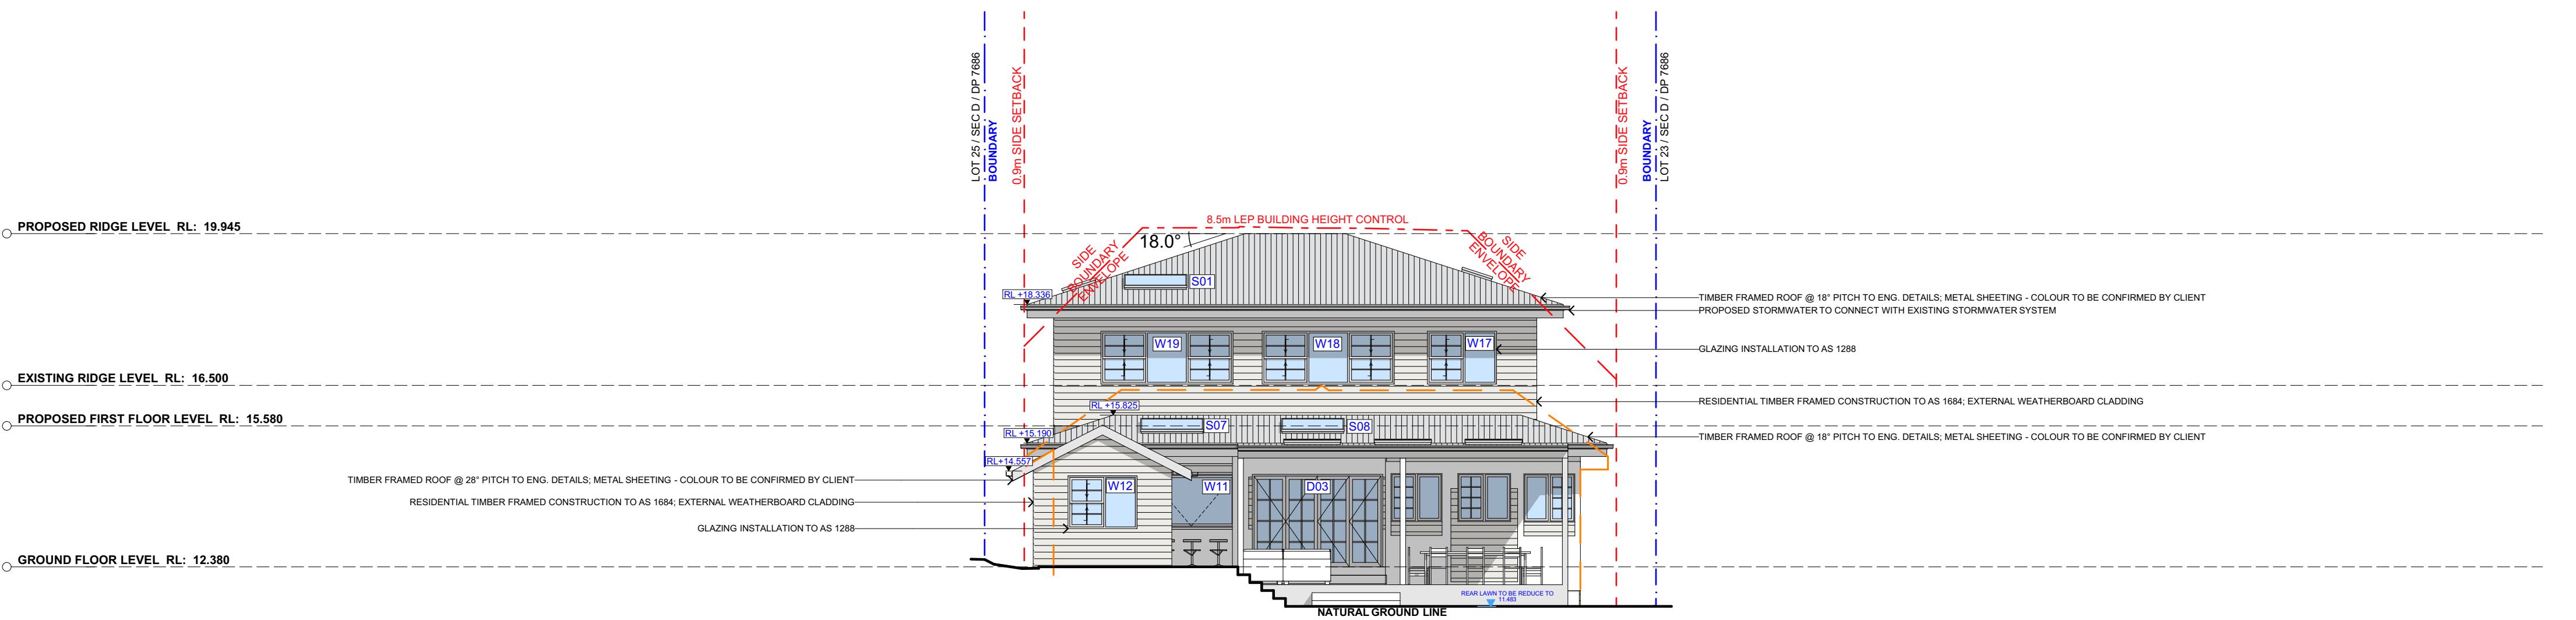 LOT 25 / SEC D / DP 7686
BOUNDARY
0.9m SIDE SETBACK
0.9m SIDE SETBACK
BOUNDARY
LOT 23 / SEC D / DP 7686
PROPOSED RIDGE LEVEL RL: 19.945
8.5m LEP BUILDING HEIGHT CONTROL
18.0°
SIDE
BOUNDARY
ENVELOPE
SIDE
BOUNDARY
ENVELOPE
S01
RL +18.336
TIMBER FRAMED ROOF @ 18° PITCH TO ENG. DETAILS; METAL SHEETING - COLOUR TO BE CONFIRMED BY CLIENT
PROPOSED STORMWATER TO CONNECT WITH EXISTING STORMWATER SYSTEM
W19
W18
W17
GLAZING INSTALLATION TO AS 1288
EXISTING RIDGE LEVEL RL: 16.500
RL +15.825
RESIDENTIAL TIMBER FRAMED CONSTRUCTION TO AS 1684; EXTERNAL WEATHERBOARD CLADDING
PROPOSED FIRST FLOOR LEVEL RL: 15.580
S07
S08
RL +15.190
TIMBER FRAMED ROOF @ 18° PITCH TO ENG. DETAILS; METAL SHEETING - COLOUR TO BE CONFIRMED BY CLIENT
RL+14.557
TIMBER FRAMED ROOF @ 28° PITCH TO ENG. DETAILS; METAL SHEETING - COLOUR TO BE CONFIRMED BY CLIENT
W12
W11
D03
RESIDENTIAL TIMBER FRAMED CONSTRUCTION TO AS 1684; EXTERNAL WEATHERBOARD CLADDING
GLAZING INSTALLATION TO AS 1288
GROUND FLOOR LEVEL RL: 12.380
REAR LAWN TO BE REDUCE TO
11.483
NATURAL GROUND LINE